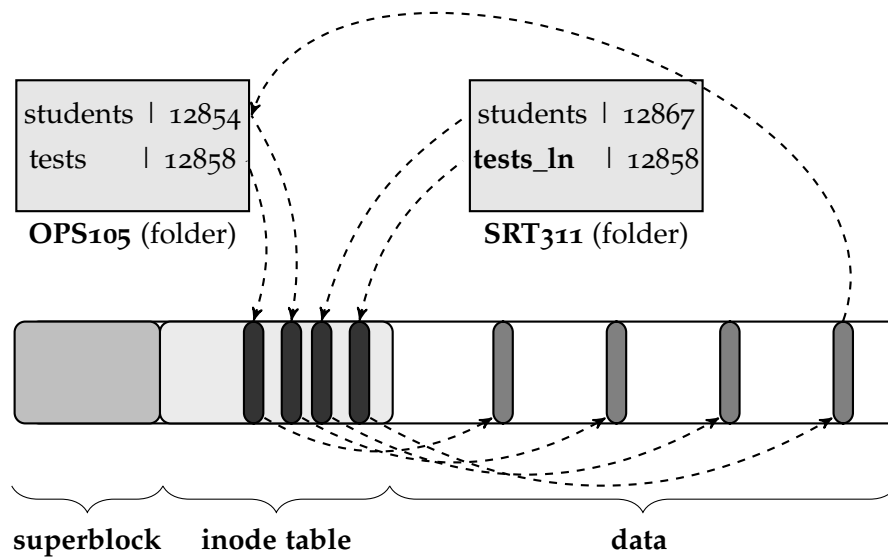 students | 12854
tests | 12858
OPS105 (folder)
students | 12867
tests_ln | 12858
SRT311 (folder)
superblock
inode table
data